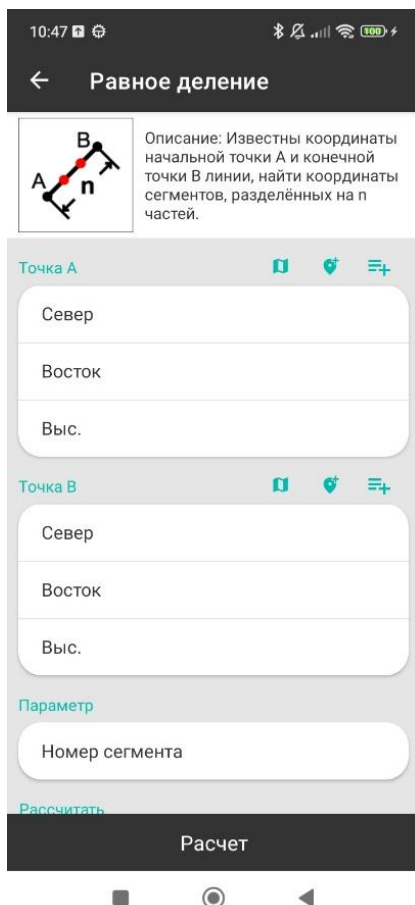 10:47
100
Равное деление
A
B
n
Описание: Известны координаты
начальной точки A и конечной
точки B линии, найти координаты
сегментов, разделённых на n
частей.
Точка A
Север
Восток
Выс.
Точка B
Север
Восток
Выс.
Параметр
Номер сегмента
Рассчитать
Расчет